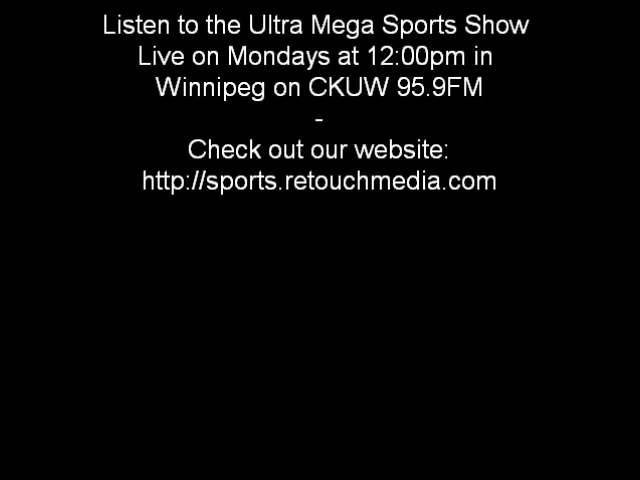 Listen to the Ultra Mega Sports Show
Live on Mondays at 12:00pm in
Winnipeg on CKUW 95.9FM
-
Check out our website:
http://sports.retouchmedia.com